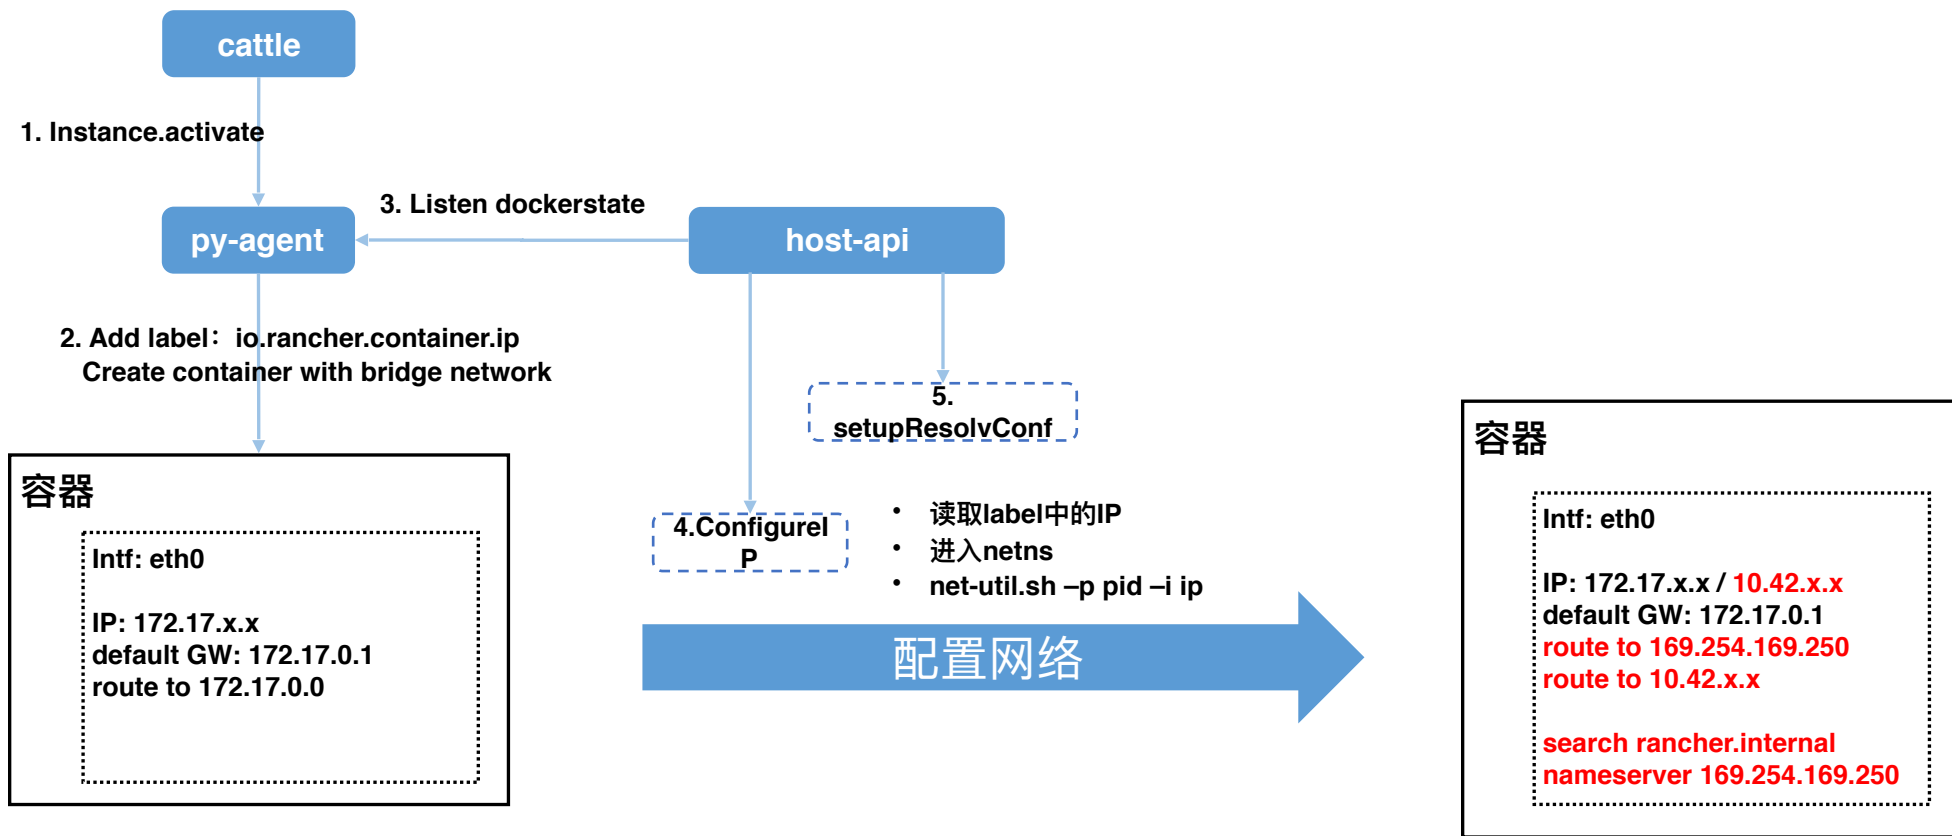 cattle
1. Instance.activate
3. Listen dockerstate
py-agent
host-api
2. Add label：io.rancher.container.ip
Create container with bridge network
5.
setupResolvConf
容器
Intf: eth0
IP: 172.17.x.x
default GW: 172.17.0.1
route to 172.17.0.0
4.ConfigureI
P
• 读取label中的IP
• 进入netns
• net-util.sh –p pid –i ip
配置网络
容器
Intf: eth0
IP: 172.17.x.x / 10.42.x.x
default GW: 172.17.0.1
route to 169.254.169.250
route to 10.42.x.x
search rancher.internal
nameserver 169.254.169.250